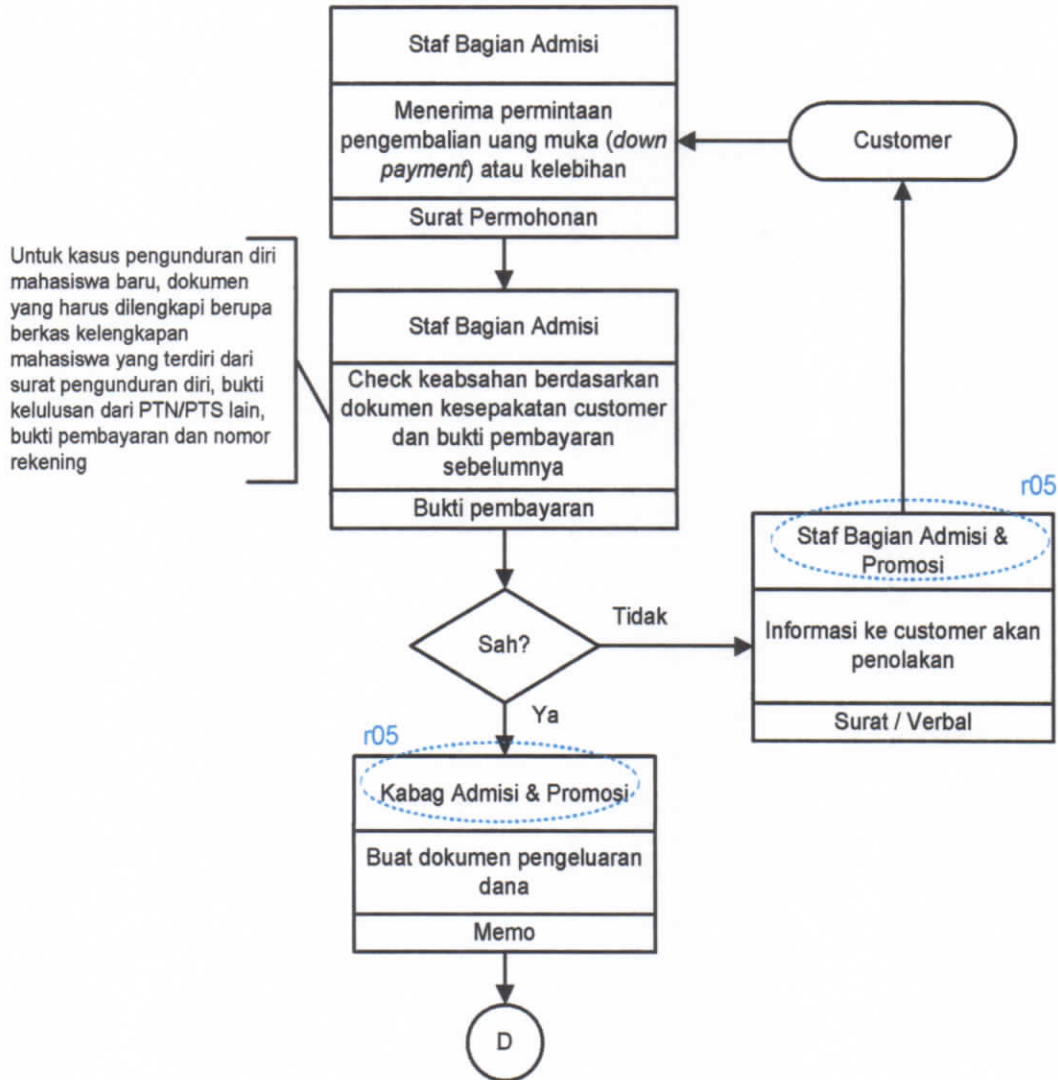 Staf Bagian Admisi
Menerima permintaan
pengembalian uang muka (down
payment) atau kelebihan
Surat Permohonan
Customer
Untuk kasus pengunduran diri
mahasiswa baru, dokumen
yang harus dilengkapi berupa
berkas kelengkapan
mahasiswa yang terdiri dari
surat pengunduran diri, bukti
kelulusan dari PTN/PTS lain,
bukti pembayaran dan nomor
rekening
Staf Bagian Admisi
Check keabsahan berdasarkan
dokumen kesepakatan customer
dan bukti pembayaran
sebelumnya
Bukti pembayaran
Sah?
Tidak
r05
Staf Bagian Admisi &
Promosi
Informasi ke customer akan
penolakan
Surat / Verbal
Ya
r05
Kabag Admisi & Promosi
Buat dokumen pengeluaran
dana
Memo
D